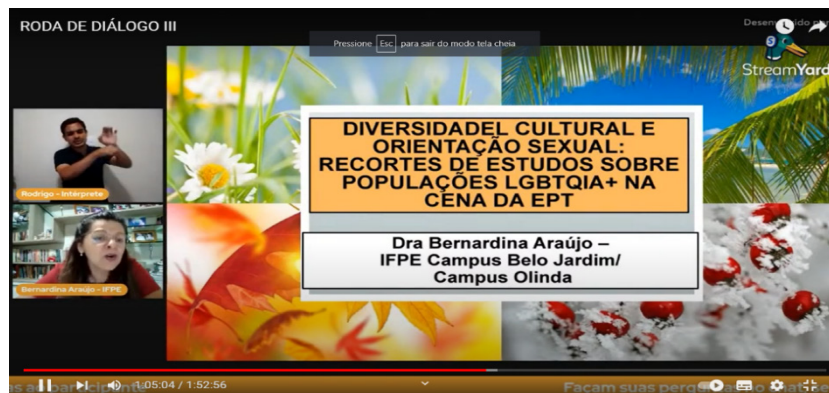 RODA DE DIÁLOGO III
Pressione Esc para sair do modo tela cheia
StreamYard
DIVERSIDADEL CULTURAL E
ORIENTAÇÃO SEXUAL:
RECORTES DE ESTUDOS SOBRE
POPULAÇÕES LGBTQIA+ NA
CENA DA EPT
Dra Bernardina Araújo –
IFPE Campus Belo Jardim/
Campus Olinda
Rodrigo - Intérprete
Bernardina Araújo - IFPE
1:05:04 / 1:52:56
Façam suas